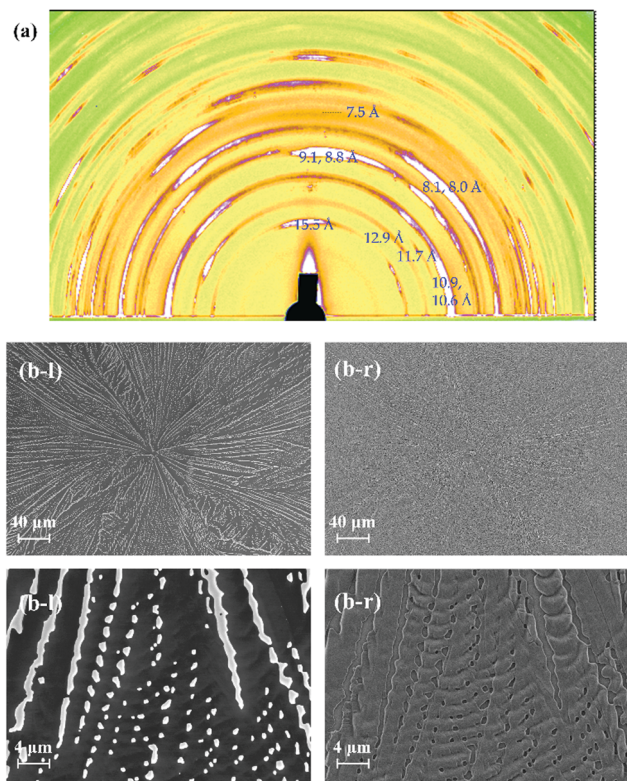 (a)
7.5 Å
9.1, 8.8 Å
8.1, 8.0 Å
15.5 Å
12.9 Å
11.7 Å
10.9,
10.6 Å
(b-l)
(b-r)
40 μm
40 μm
(b-l)
(b-r)
4 μm
4 μm